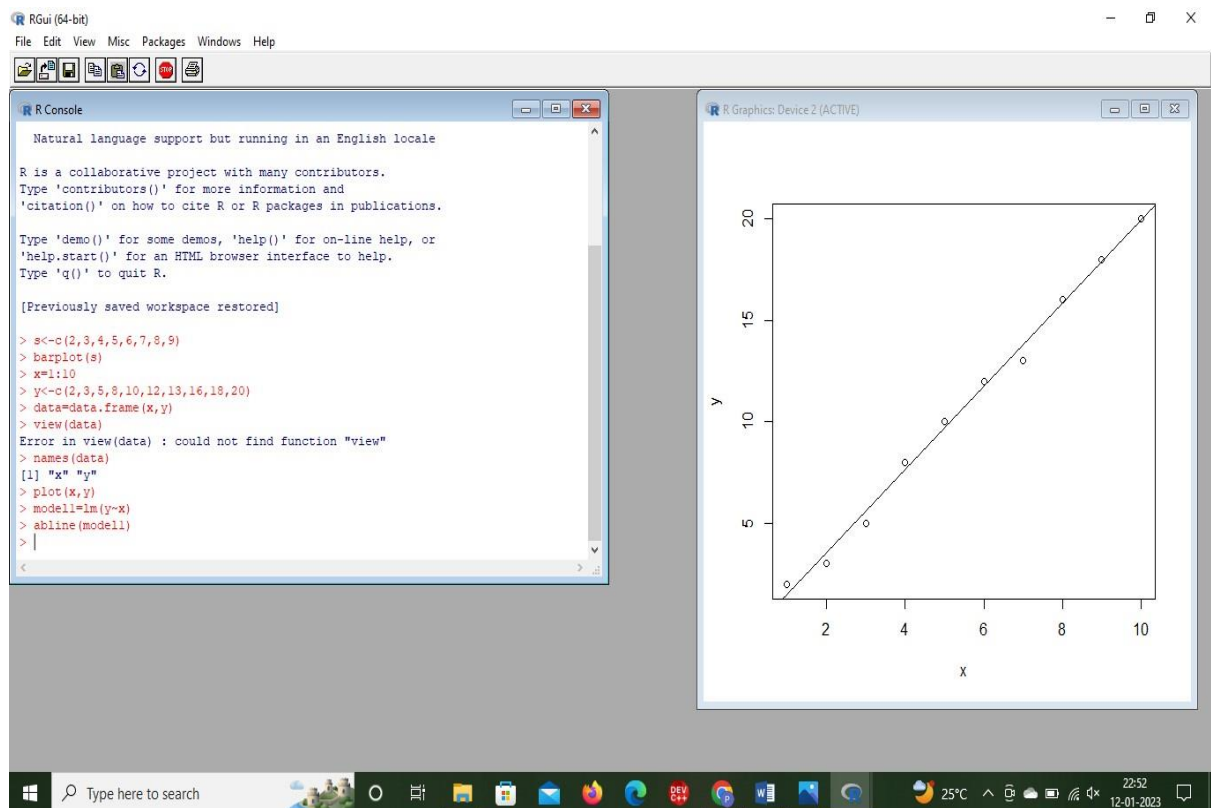 RGui (64-bit)
File Edit View Misc Packages Windows Help
STOP
R Console
Natural language support but running in an English locale
R is a collaborative project with many contributors.
Type 'contributors()' for more information and
'citation()' on how to cite R or R packages in publications.
Type 'demo()' for some demos, 'help()' for on-line help, or
'help.start()' for an HTML browser interface to help.
Type 'q()' to quit R.
[Previously saved workspace restored]
> s<-c(2,3,4,5,6,7,8,9)
> barplot(s)
> x=1:10
> y<-c(2,3,5,8,10,12,13,16,18,20)
> data=data.frame(x,y)
> view(data)
Error in view(data) : could not find function "view"
> names(data)
[1] "x" "y"
> plot(x,y)
> model1=lm(y~x)
> abline(model1)
>
R Graphics: Device 2 (ACTIVE)
20
15
10
5
y
2 4 6 8 10
x
Type here to search
DEV
C++
25°C
22:52
12-01-2023